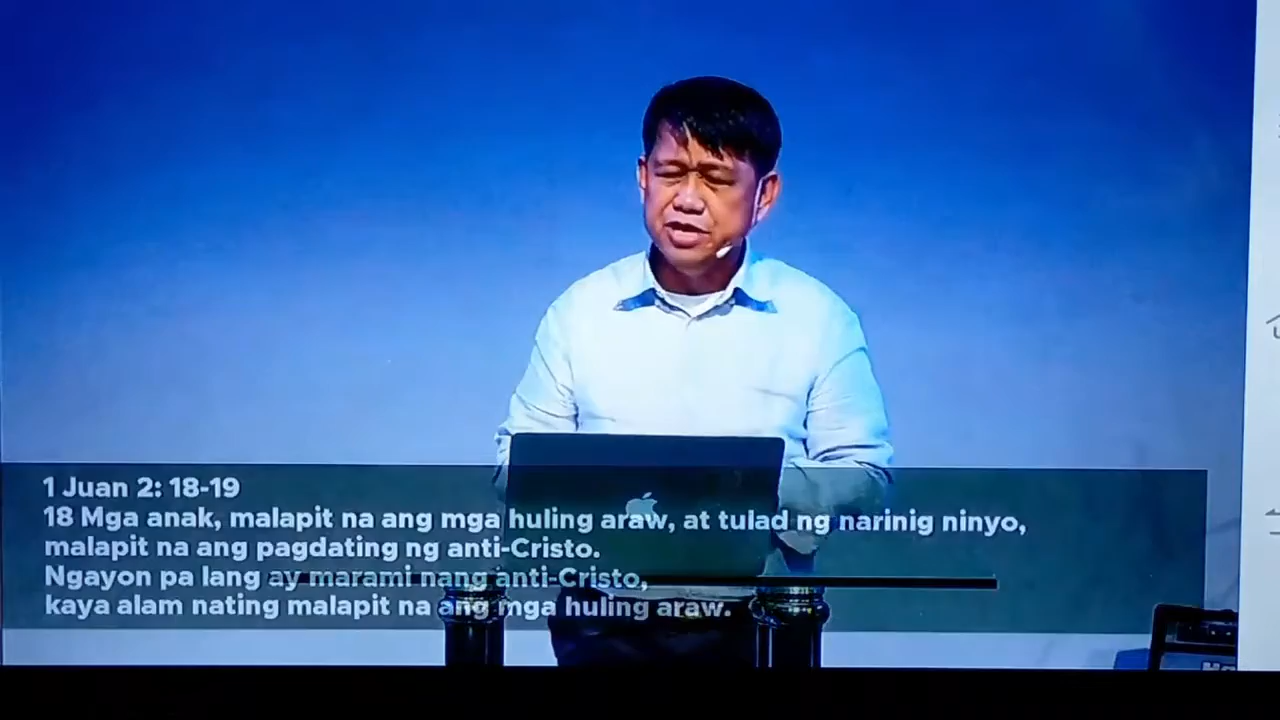 1 Juan 2: 18-19
18 Mga anak, malapit na ang mga huling araw, at tulad ng narinig ninyo,
malapit na ang pagdating ng anti-Cristo.
Ngayon pa lang ay marami nang anti-Cristo,
kaya alam nating malapit na ang mga huling araw.